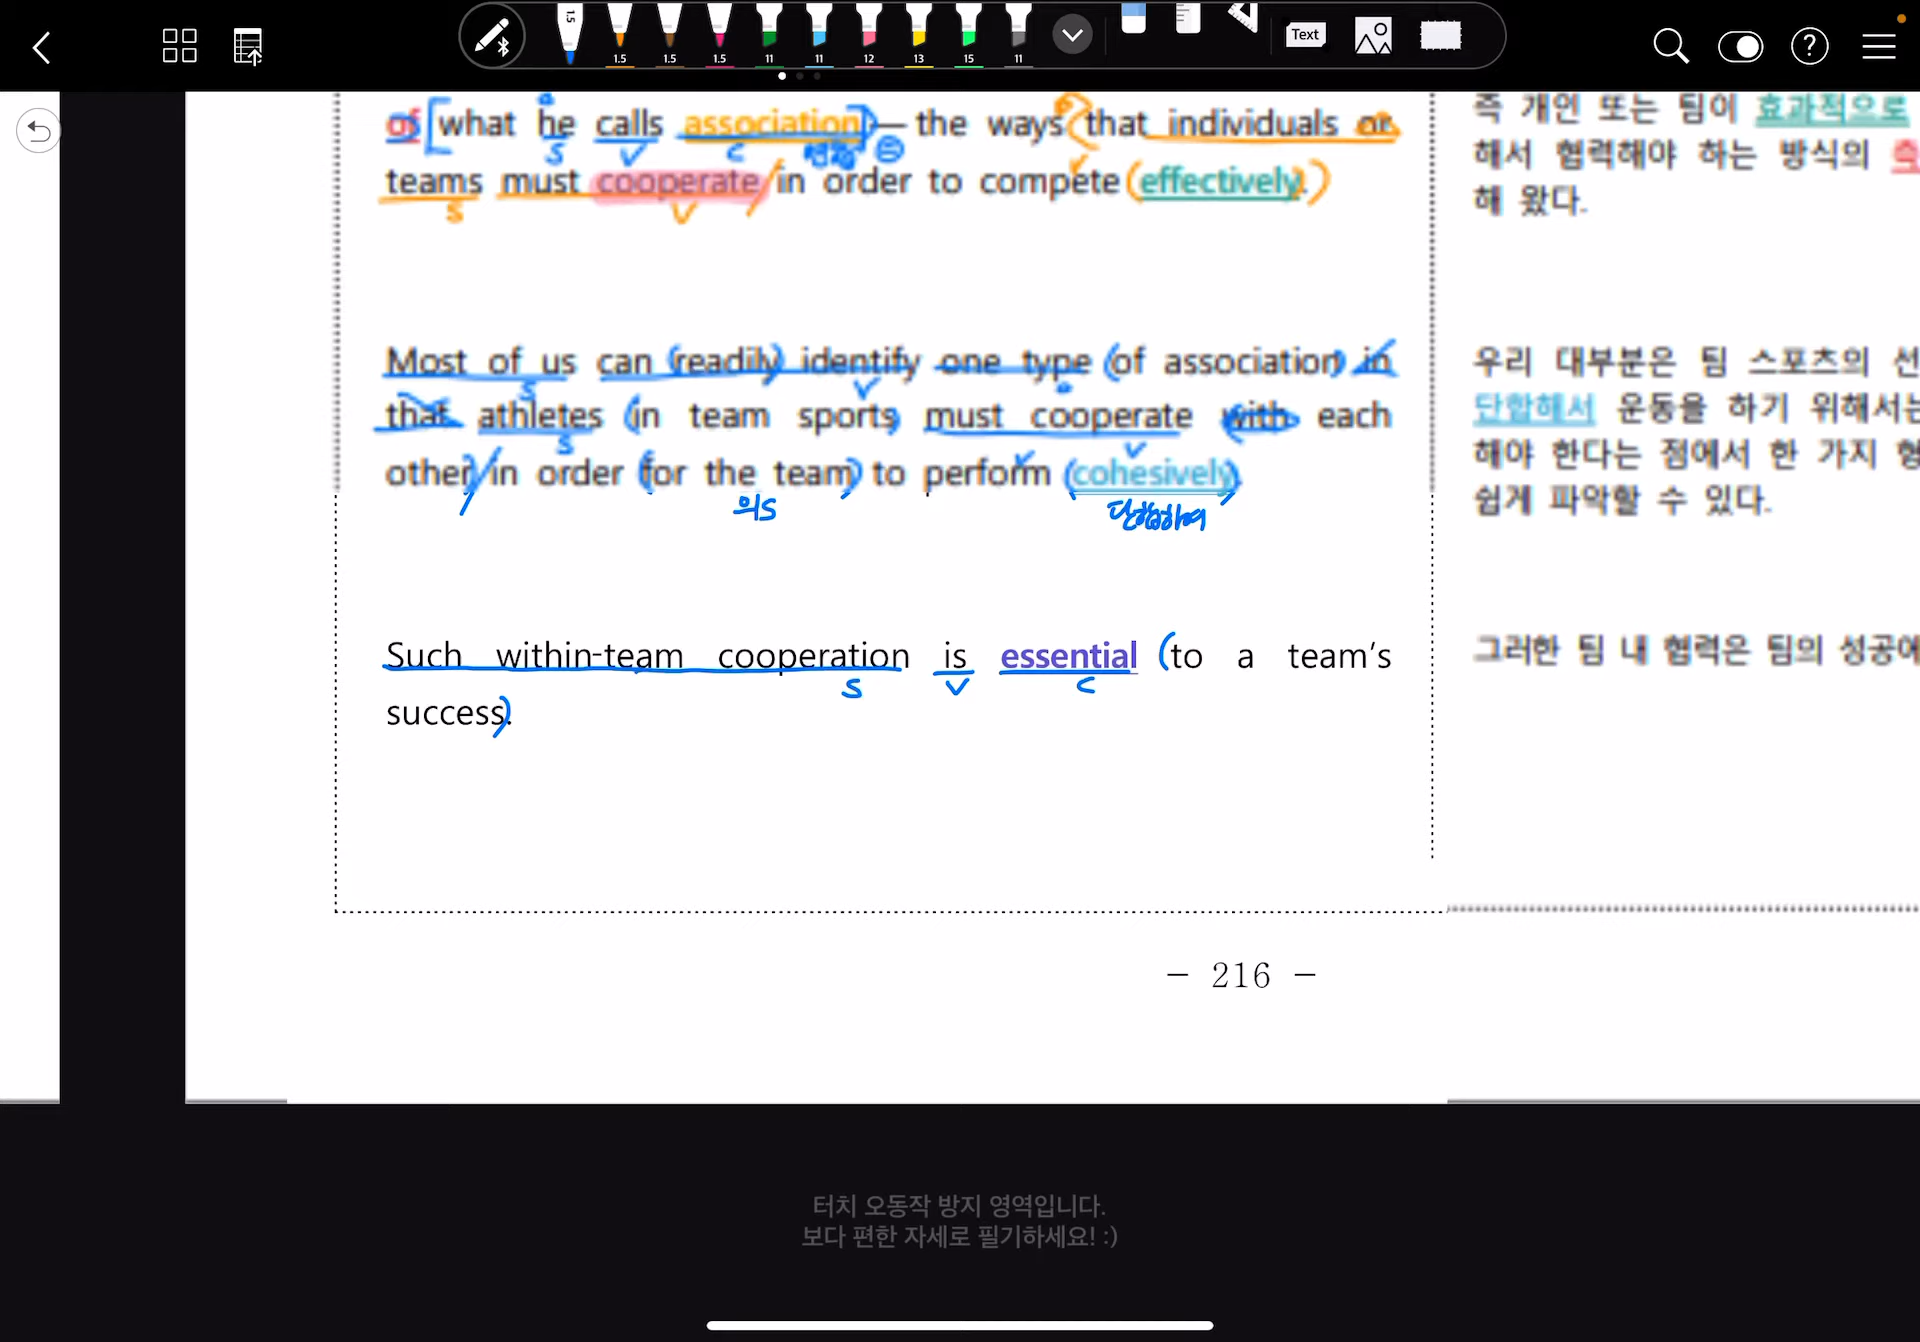 1.5 1.5 1.5 1.5 11 11 12 13 15 11 Text
of [what he calls association] — the ways (that individuals or
S V C =
teams must cooperate / in order to compete (effectively.)
S V
Most of us can (readily) identify one type (of association) in
S V o
that athletes (in team sports) must cooperate (with each
S V
other) / in order (for the team) to perform (cohesively).
의S 단합하여
Such within-team cooperation is essential (to a team's
S V C
success).
즉 개인 또는 팀이 효과적으로
해서 협력해야 하는 방식의
해 왔다.
우리 대부분은 팀 스포츠의 선
단합해서 운동을 하기 위해서는
해야 한다는 점에서 한 가지 형
쉽게 파악할 수 있다.
그러한 팀 내 협력은 팀의 성공에
- 216 -
터치 오동작 방지 영역입니다.
보다 편한 자세로 필기하세요! :)